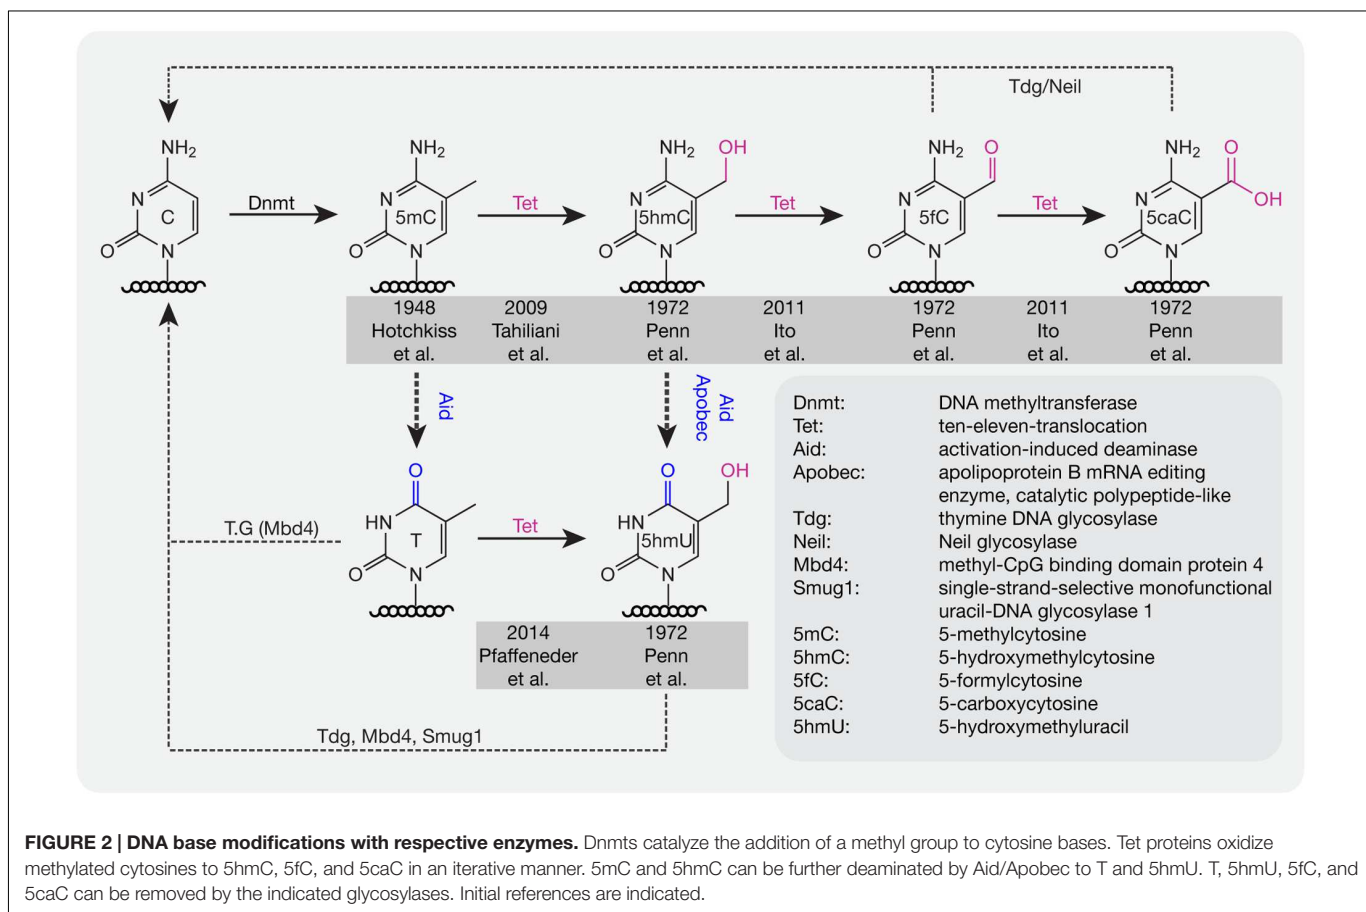 Tdg/Neil
NH2
N
C
O
N
Dnmt
NH2
N
5mC
O
N
Tet
NH2
OH
N
5hmC
O
N
Tet
NH2
O
N
5fC
O
N
Tet
NH2
O
OH
N
5caC
O
N
1948
Hotchkiss
et al.
2009
Tahiliani
et al.
1972
Penn
et al.
2011
Ito
et al.
1972
Penn
et al.
2011
Ito
et al.
1972
Penn
et al.
Aid
Aid
Apobec
O
HN
T
O
N
T.G (Mbd4)
Tet
O
OH
HN
5hmU
O
N
2014
Pfaffeneder
et al.
1972
Penn
et al.
Tdg, Mbd4, Smug1
Dnmt: DNA methyltransferase
Tet: ten-eleven-translocation
Aid: activation-induced deaminase
Apobec: apolipoprotein B mRNA editing
enzyme, catalytic polypeptide-like
Tdg: thymine DNA glycosylase
Neil: Neil glycosylase
Mbd4: methyl-CpG binding domain protein 4
Smug1: single-strand-selective monofunctional
uracil-DNA glycosylase 1
5mC: 5-methylcytosine
5hmC: 5-hydroxymethylcytosine
5fC: 5-formylcytosine
5caC: 5-carboxycytosine
5hmU: 5-hydroxymethyluracil
FIGURE 2 | DNA base modifications with respective enzymes. Dnmts catalyze the addition of a methyl group to cytosine bases. Tet proteins oxidize
methylated cytosines to 5hmC, 5fC, and 5caC in an iterative manner. 5mC and 5hmC can be further deaminated by Aid/Apobec to T and 5hmU. T, 5hmU, 5fC, and
5caC can be removed by the indicated glycosylases. Initial references are indicated.